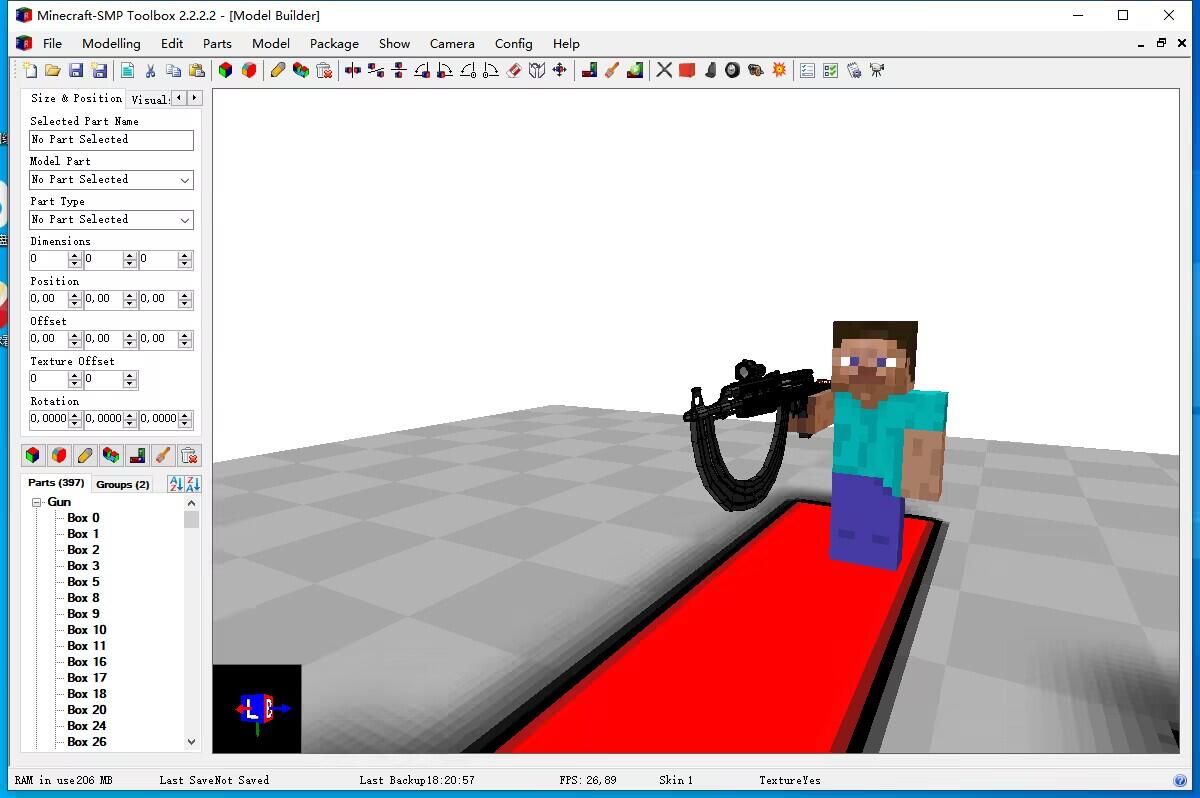 Minecraft-SMP Toolbox 2.2.2.2 - [Model Builder]
File Modelling Edit Parts Model Package Show Camera Config Help
Size & Position Visual:
Selected Part Name
No Part Selected
Model Part
No Part Selected
Part Type
No Part Selected
Dimensions
0 0 0
Position
0,00 0,00 0,00
Offset
0,00 0,00 0,00
Texture Offset
0 0
Rotation
0,0000 0,0000 0,0000
Parts (397) Groups (2)
Gun
Box 0
Box 1
Box 2
Box 3
Box 5
Box 8
Box 9
Box 10
Box 11
Box 16
Box 17
Box 18
Box 20
Box 24
Box 26
L
RAM in use206 MB Last SaveNot Saved Last Backup18:20:57 FPS: 26,89 Skin 1 TextureYes